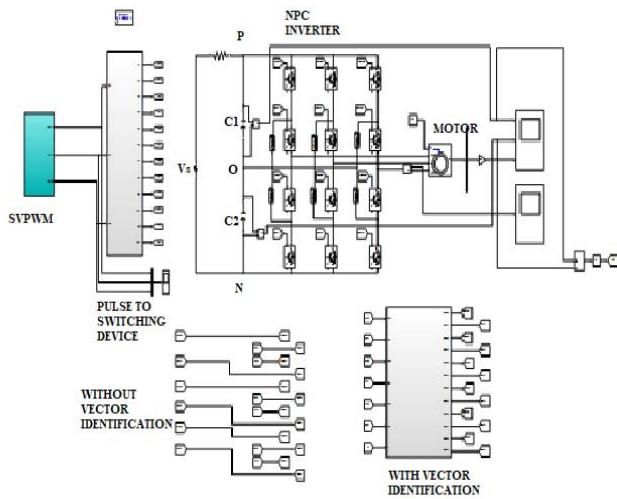 NPC
INVERTER
P
C1
MOTOR
Vs
O
SVPWM
C2
N
PULSE TO
SWITCHING
DEVICE
WITHOUT
VECTOR
IDENTIFICATION
WITH VECTOR
IDENTIFICATION